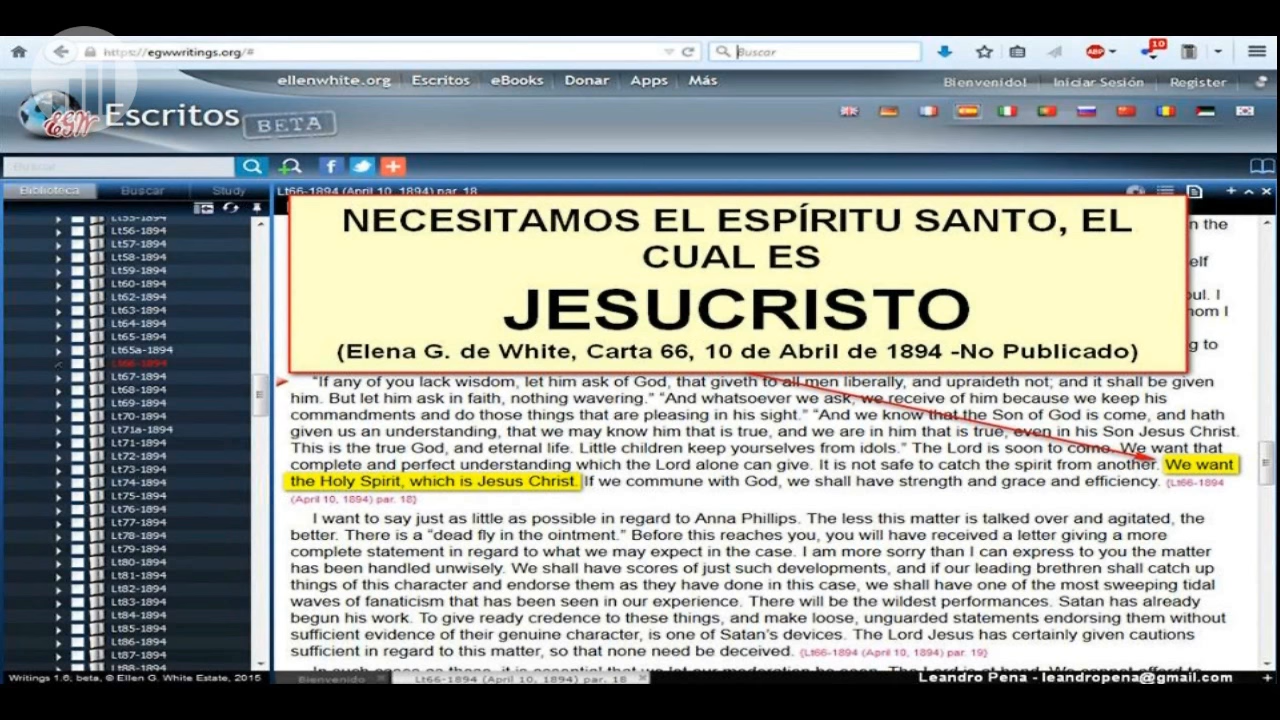 https://egwwritings.org/#
Buscar
10
ellenwhite.org Escritos eBooks Donar Apps Más
Bienvenido! Iniciar Sesión Register
EGW Escritos BETA
Buscar
Biblioteca Buscar Study
Lt66-1894 (April 10, 1894) par. 18
Lt55-1894
Lt56-1894
Lt57-1894
Lt58-1894
Lt59-1894
Lt60-1894
Lt62-1894
Lt63-1894
Lt64-1894
Lt65-1894
Lt65a-1894
Lt66-1894
Lt67-1894
Lt68-1894
Lt69-1894
Lt70-1894
Lt71a-1894
Lt71-1894
Lt72-1894
Lt73-1894
Lt74-1894
Lt75-1894
Lt76-1894
Lt77-1894
Lt78-1894
Lt79-1894
Lt80-1894
Lt81-1894
Lt82-1894
Lt83-1894
Lt84-1894
Lt85-1894
Lt86-1894
Lt87-1894
Lt88-1894
n the
elf
oul. I
hom I
g to
NECESITAMOS EL ESPÍRITU SANTO, EL
CUAL ES
JESUCRISTO
(Elena G. de White, Carta 66, 10 de Abril de 1894 -No Publicado)
“If any of you lack wisdom, let him ask of God, that giveth to all men liberally, and upraideth not; and it shall be given
him. But let him ask in faith, nothing wavering.” “And whatsoever we ask, we receive of him because we keep his
commandments and do those things that are pleasing in his sight.” “And we know that the Son of God is come, and hath
given us an understanding, that we may know him that is true, and we are in him that is true, even in his Son Jesus Christ.
This is the true God, and eternal life. Little children keep yourselves from idols.” The Lord is soon to come. We want that
complete and perfect understanding which the Lord alone can give. It is not safe to catch the spirit from another. We want
the Holy Spirit, which is Jesus Christ. If we commune with God, we shall have strength and grace and efficiency. {Lt66-1894
(April 10, 1894) par. 18}
I want to say just as little as possible in regard to Anna Phillips. The less this matter is talked over and agitated, the
better. There is a “dead fly in the ointment.” Before this reaches you, you will have received a letter giving a more
complete statement in regard to what we may expect in the case. I am more sorry than I can express to you the matter
has been handled unwisely. We shall have scores of just such developments, and if our leading brethren shall catch up
things of this character and endorse them as they have done in this case, we shall have one of the most sweeping tidal
waves of fanaticism that has been seen in our experience. There will be the wildest performances. Satan has already
begun his work. To give ready credence to these things, and make loose, unguarded statements endorsing them without
sufficient evidence of their genuine character, is one of Satan’s devices. The Lord Jesus has certainly given cautions
sufficient in regard to this matter, so that none need be deceived. {Lt66-1894 (April 10, 1894) par. 19}
Writings 1.6, beta, © Ellen G. White Estate, 2015
Bienvenido
Lt66-1894 (April 10, 1894) par. 18
Leandro Pena - leandropena@gmail.com